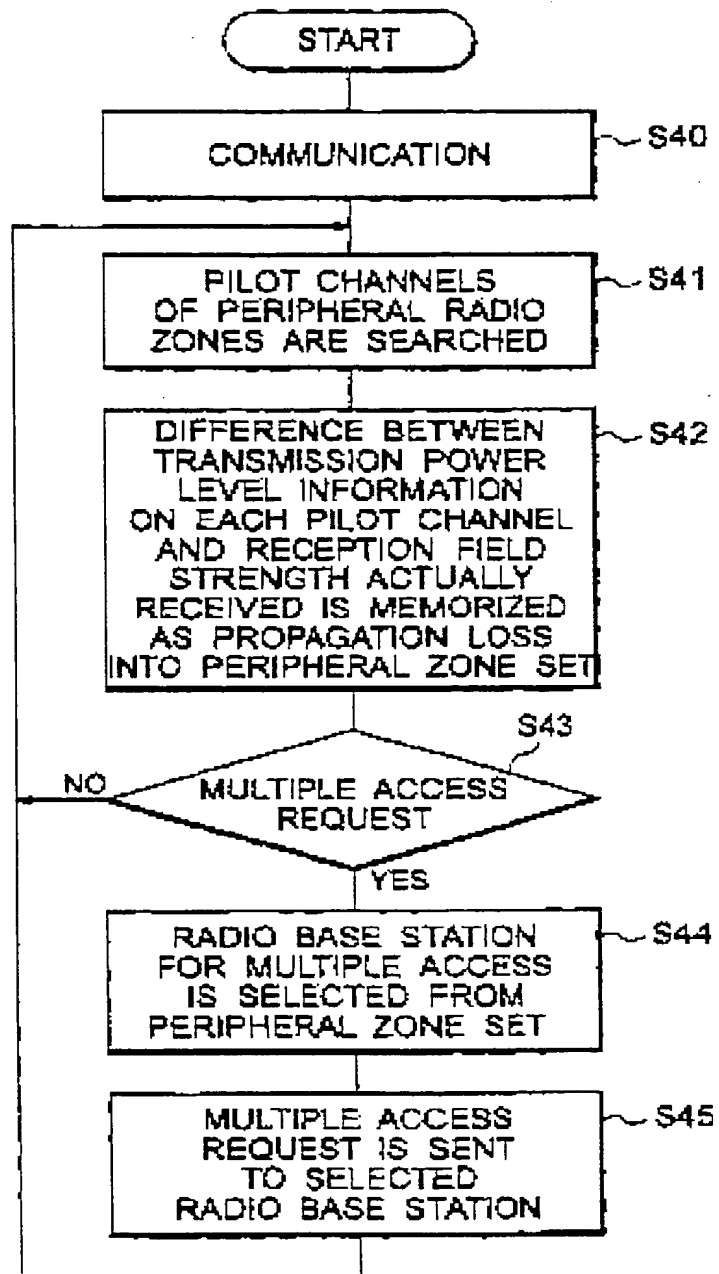 START
COMMUNICATION
S40
PILOT CHANNELS
OF PERIPHERAL RADIO
ZONES ARE SEARCHED
S41
DIFFERENCE BETWEEN
TRANSMISSION POWER
LEVEL INFORMATION
ON EACH PILOT CHANNEL
AND RECEPTION FIELD
STRENGTH ACTUALLY
RECEIVED IS MEMORIZED
AS PROPAGATION LOSS
INTO PERIPHERAL ZONE SET
S42
S43
NO
MULTIPLE ACCESS
REQUEST
YES
RADIO BASE STATION
FOR MULTIPLE ACCESS
IS SELECTED FROM
PERIPHERAL ZONE SET
S44
MULTIPLE ACCESS
REQUEST IS SENT
TO SELECTED
RADIO BASE STATION
S45